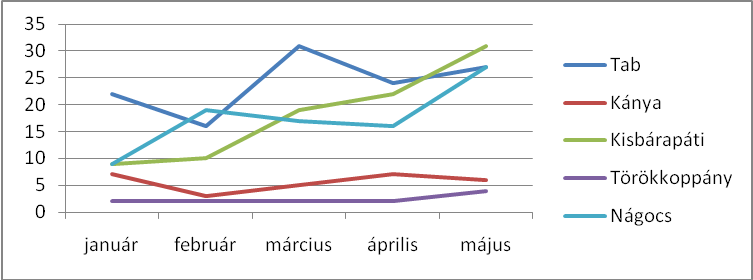 35
30
25
20
15
10
5
0
január február március április május
Tab
Kánya
Kisbárapáti
Törökkoppány
Nágocs